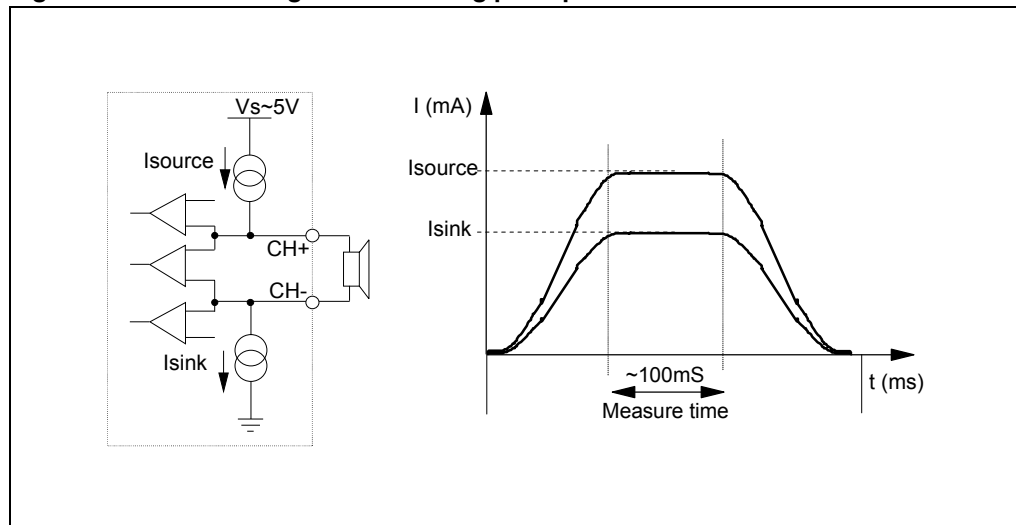 Vs~5V
Isource
CH+
CH-
Isink
I (mA)
Isource
Isink
~100mS
Measure time
t (ms)